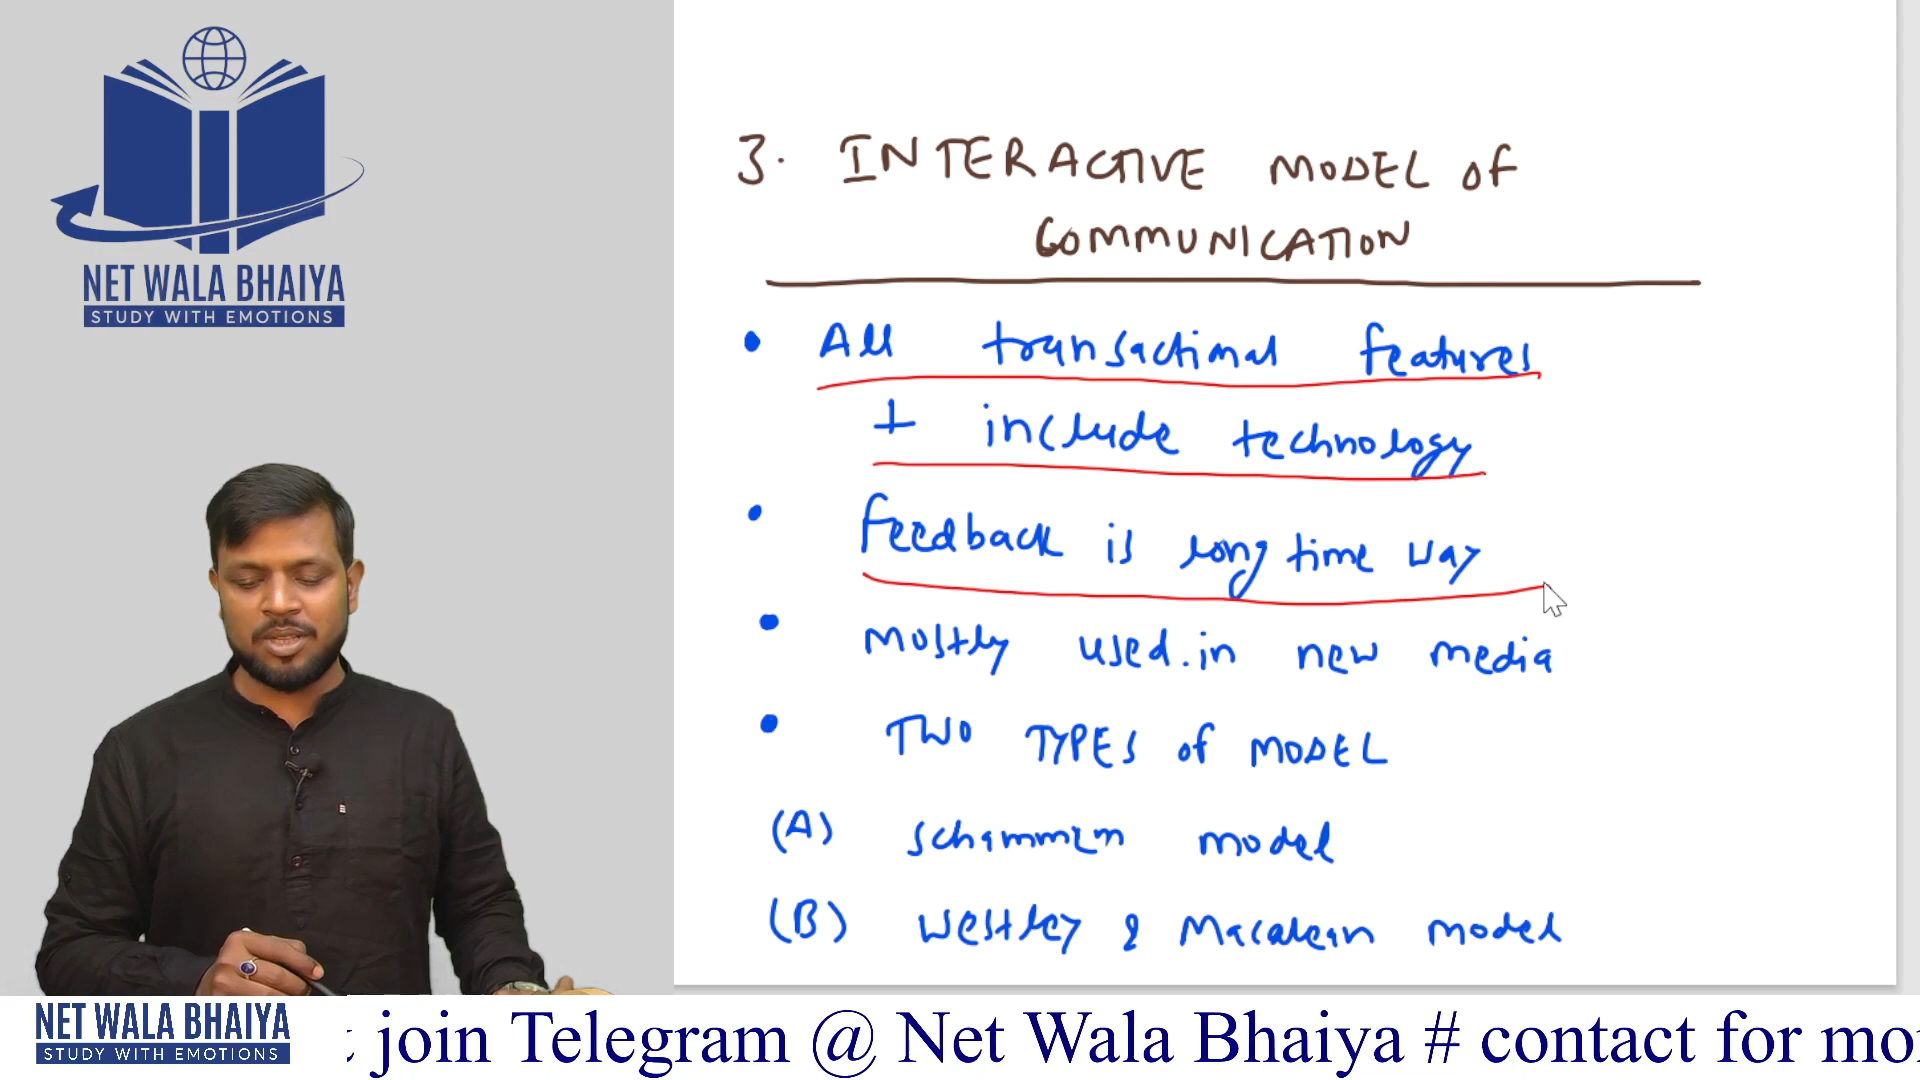 NET WALA BHAIYA
STUDY WITH EMOTIONS
3. INTERACTIVE MODEL OF
COMMUNICATION
• All transactional features
+ include technology
• feedback is long time way
• mostly used in new media
• TWO TYPES of MODEL
(A) schammam model
(B) Westley & Macalean model
NET WALA BHAIYA
STUDY WITH EMOTIONS
: join Telegram @ Net Wala Bhaiya # contact for mo